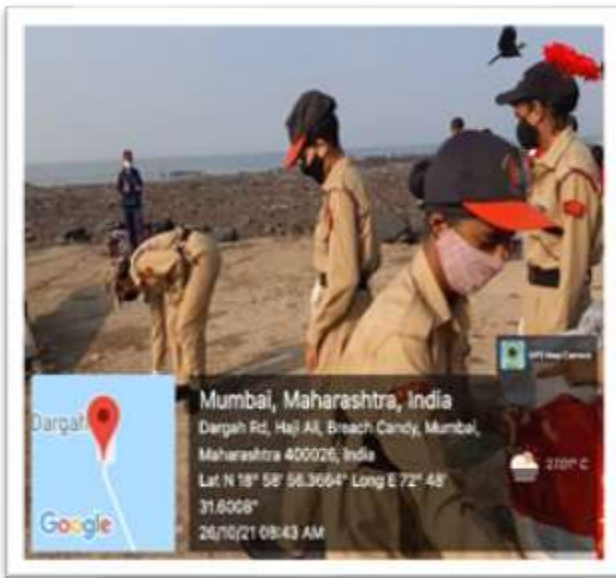 GPS Map Camera
Dargah
Google
Mumbai, Maharashtra, India
Dargah Rd, Haji Ali, Breach Candy, Mumbai,
Maharashtra 400026, India
Lat N 18° 58' 56.3664" Long E 72° 48'
31.6008"
26/10/21 08:43 AM